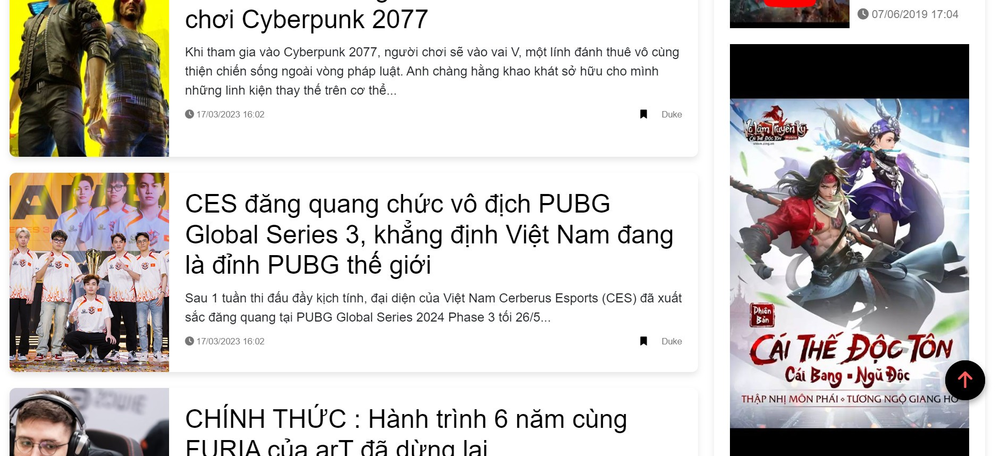 chơi Cyberpunk 2077
Khi tham gia vào Cyberpunk 2077, người chơi sẽ vào vai V, một lính đánh thuê vô cùng
thiện chiến sống ngoài vòng pháp luật. Anh chàng hằng khao khát sở hữu cho mình
những linh kiện thay thế trên cơ thể...
17/03/2023 16:02
Duke
CES đăng quang chức vô địch PUBG
Global Series 3, khẳng định Việt Nam đang
là đỉnh PUBG thế giới
Sau 1 tuần thi đấu đầy kịch tính, đại diện của Việt Nam Cerberus Esports (CES) đã xuất
sắc đăng quang tại PUBG Global Series 2024 Phase 3 tối 26/5...
17/03/2023 16:02
Duke
CHÍNH THỨC : Hành trình 6 năm cùng
FURIA của arT đã dừng lại
07/06/2019 17:04
Võ Lâm Truyền Kỳ
CÁI THẾ ĐỘC TÔN Mobile
vltkm.zing.vn
Phiên
Bản
CÁI THẾ ĐỘC TÔN
Cái Bang - Ngũ Độc
THẬP NHỊ MÔN PHÁI ⋄ TƯƠNG NGỘ GIANG HỒ